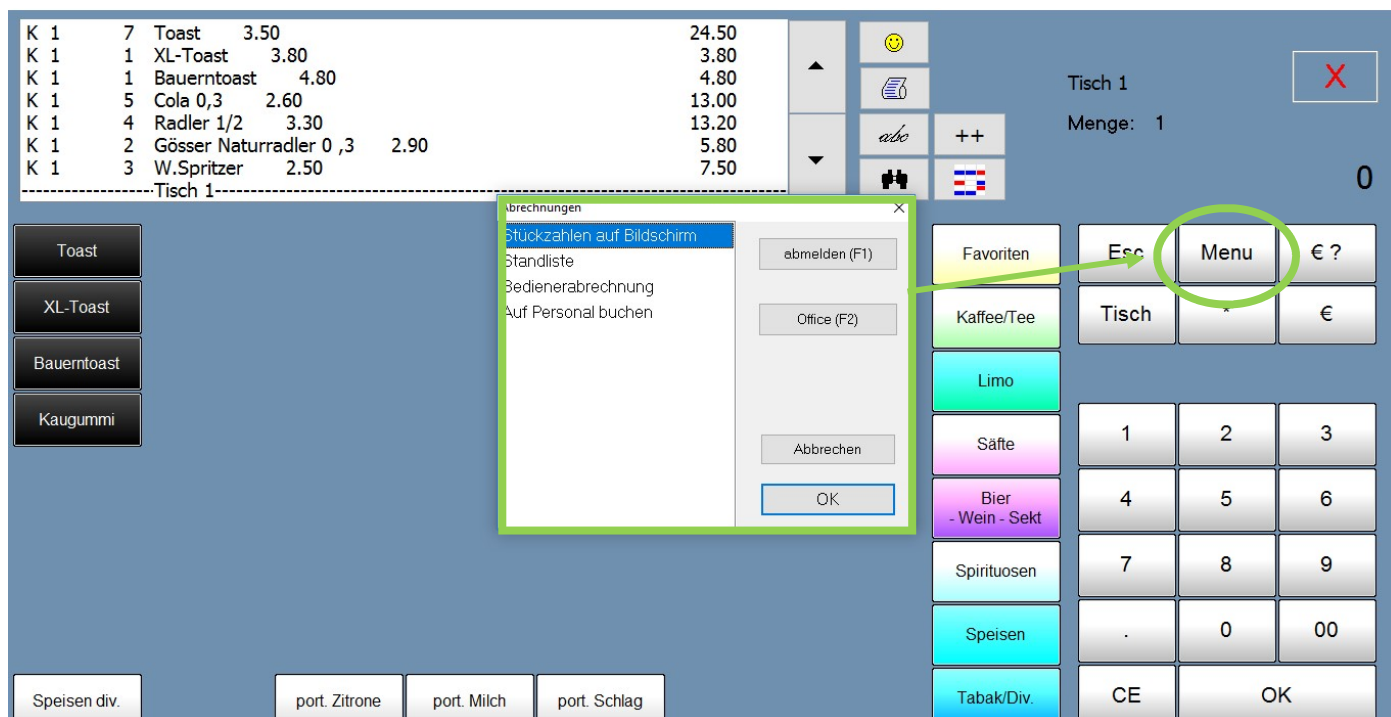 K 1 7 Toast 3.50 24.50
K 1 1 XL-Toast 3.80 3.80
K 1 1 Bauerntoast 4.80 4.80
K 1 5 Cola 0,3 2.60 13.00
K 1 4 Radler 1/2 3.30 13.20
K 1 2 Gösser Naturradler 0 ,3 2.90 5.80
K 1 3 W.Spritzer 2.50 7.50
----------------Tisch 1----------------
abc
++
Tisch 1
X
Menge: 1
0
Abrechnungen
Stückzahlen auf Bildschirm
Standliste
Bedienerabrechnung
Auf Personal buchen
abmelden (F1)
Office (F2)
Abbrechen
OK
Toast
XL-Toast
Bauerntoast
Kaugummi
Speisen div.
port. Zitrone
port. Milch
port. Schlag
Favoriten
Kaffee/Tee
Limo
Säfte
Bier
- Wein - Sekt
Spirituosen
Speisen
Tabak/Div.
Esc Menu € ?
Tisch * €
1 2 3
4 5 6
7 8 9
. 0 00
CE OK